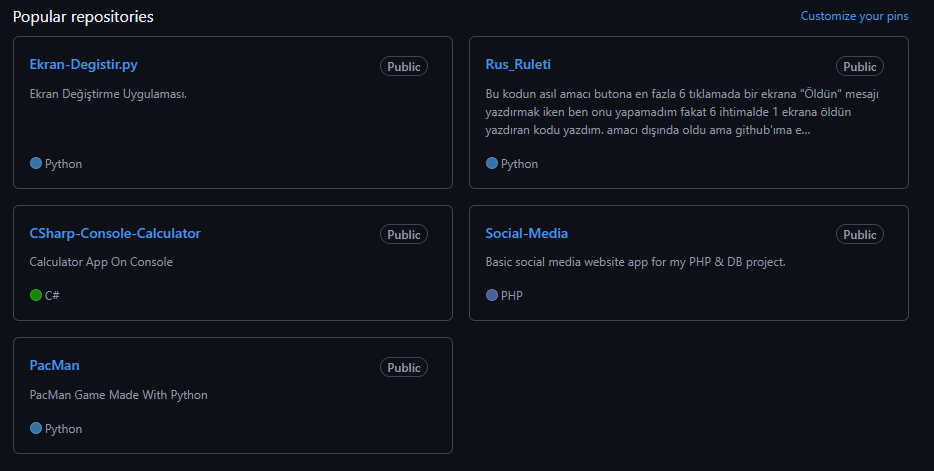 Popular repositories
Customize your pins
Ekran-Degistir.py
Public
Ekran Değiştirme Uygulaması.
Python
Rus_Ruleti
Public
Bu kodun asıl amacı butona en fazla 6 tıklamada bir ekrana "Öldün" mesajı
yazdırmak iken ben onu yapamadım fakat 6 ihtimalde 1 ekrana öldün
yazdıran kodu yazdım. amacı dışında oldu ama github'ıma e...
Python
CSharp-Console-Calculator
Public
Calculator App On Console
C#
Social-Media
Public
Basic social media website app for my PHP & DB project.
PHP
PacMan
Public
PacMan Game Made With Python
Python